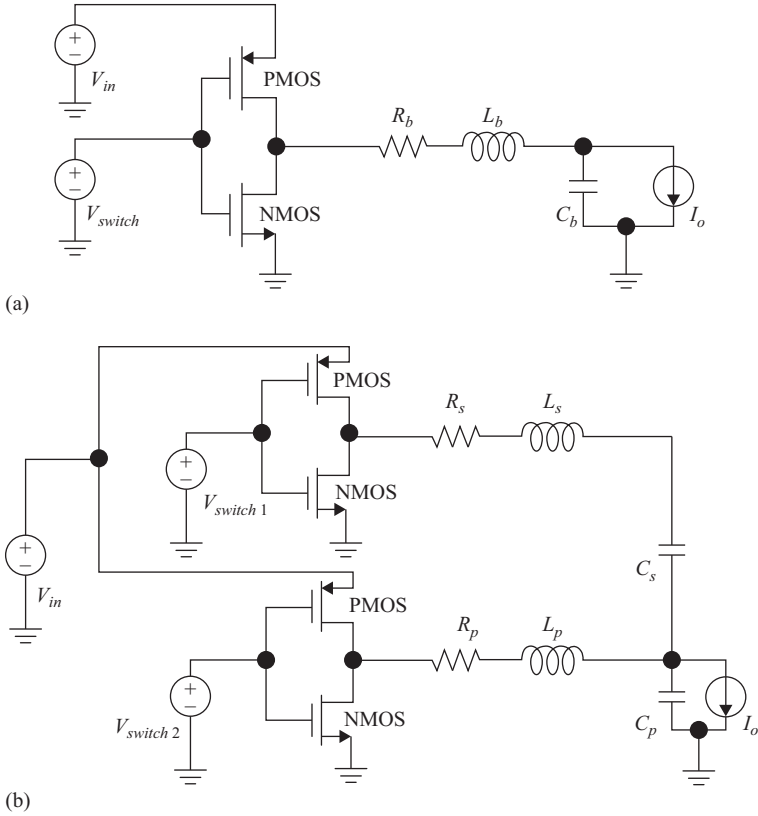 V_in
PMOS
R_b
L_b
V_switch
NMOS
C_b
I_o
(a)
PMOS
R_s
L_s
NMOS
V_switch 1
C_s
V_in
PMOS
R_p
L_p
V_switch 2
NMOS
C_p
I_o
(b)